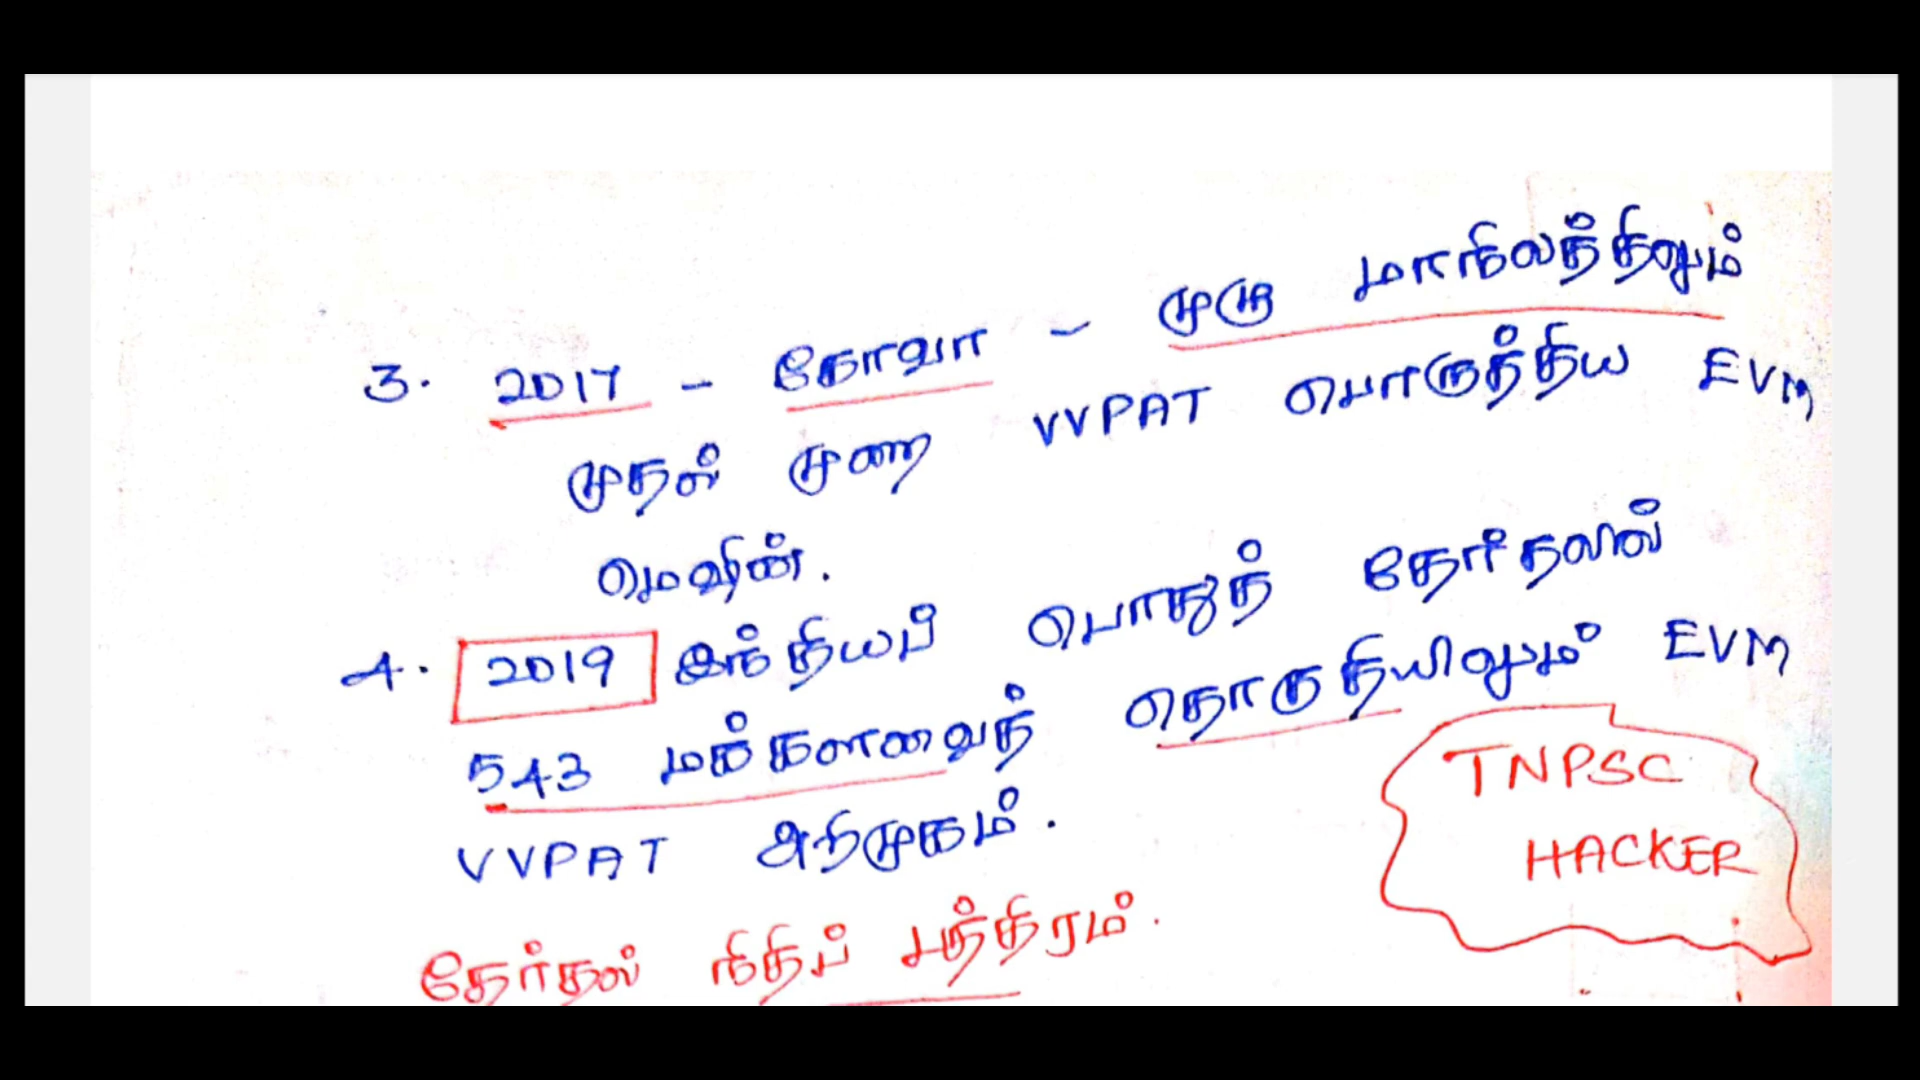 3. 2017 - கோவா - முழு மாநிலத்திலும்
முதல் முறை VVPAT பொருத்திய EVM
மெஷின்.
4. 2019 இந்தியப் பொதுத் தேர்தலில்
543 மக்களவைத் தொகுதியிலும் EVM
VVPAT அறிமுகம்.
TNPSC
HACKER
தேர்தல் நிதிப் பத்திரம்.